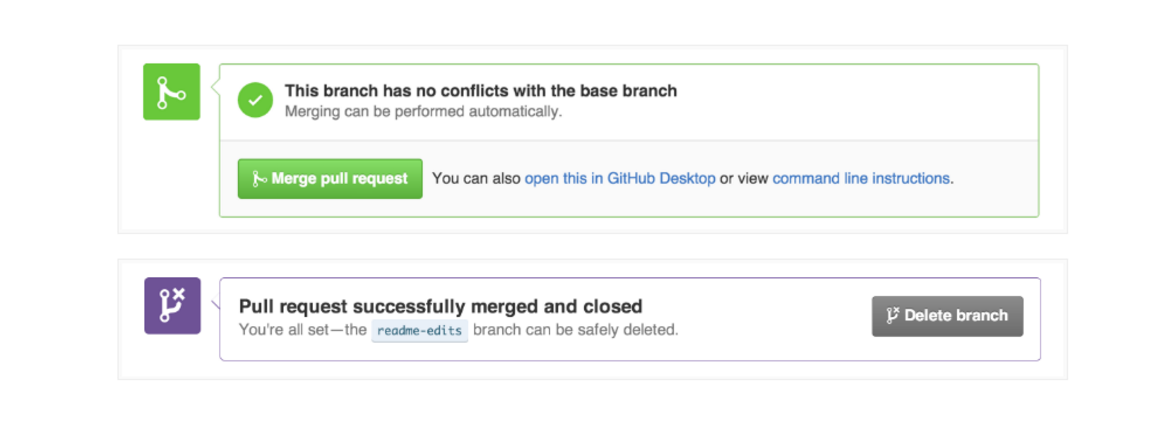 This branch has no conflicts with the base branch
Merging can be performed automatically.
Merge pull request You can also open this in GitHub Desktop or view command line instructions.
Pull request successfully merged and closed
You're all set—the readme-edits branch can be safely deleted.
Delete branch